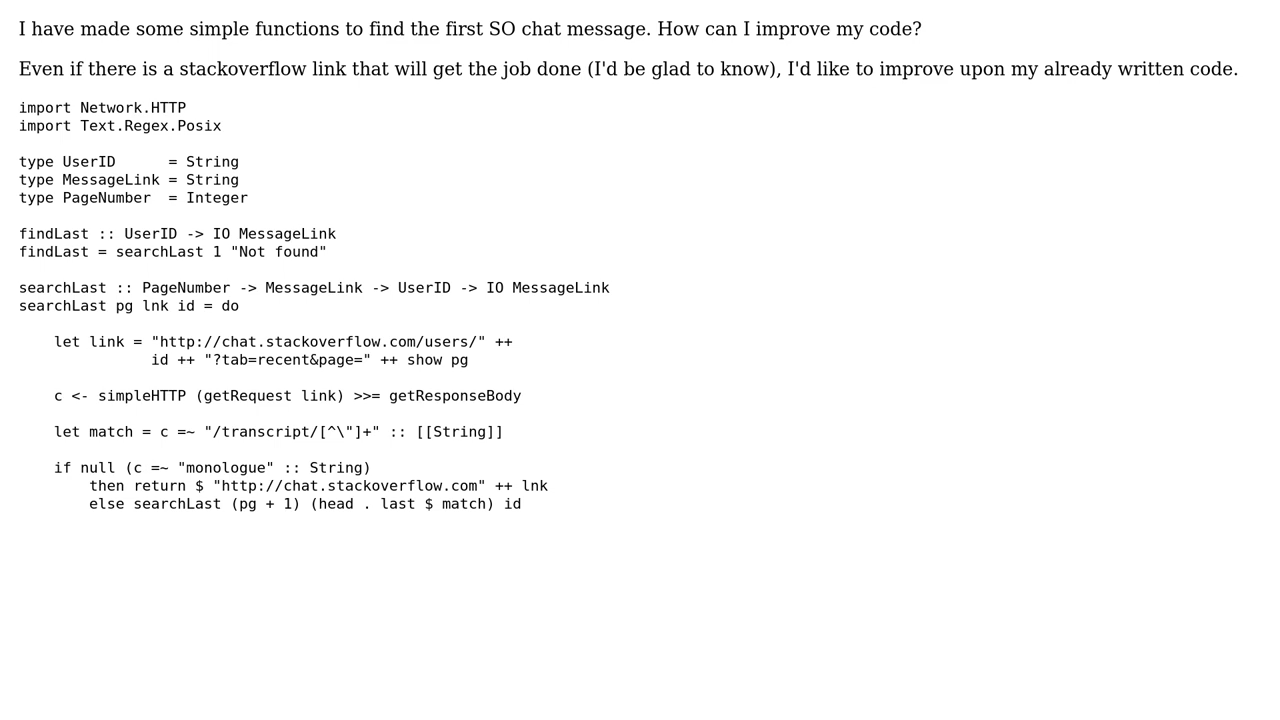 I have made some simple functions to find the first SO chat message. How can I improve my code?
Even if there is a stackoverflow link that will get the job done (I'd be glad to know), I'd like to improve upon my already written code.
import Network.HTTP
import Text.Regex.Posix
type UserID      = String
type MessageLink = String
type PageNumber  = Integer
findLast :: UserID -> IO MessageLink
findLast = searchLast 1 "Not found"
searchLast :: PageNumber -> MessageLink -> UserID -> IO MessageLink
searchLast pg lnk id = do
    let link = "http://chat.stackoverflow.com/users/" ++
               id ++ "?tab=recent&page=" ++ show pg
    c <- simpleHTTP (getRequest link) >>= getResponseBody
    let match = c =~ "/transcript/[^\"]+" :: [[String]]
    if null (c =~ "monologue" :: String)
        then return $ "http://chat.stackoverflow.com" ++ lnk
        else searchLast (pg + 1) (head . last $ match) id